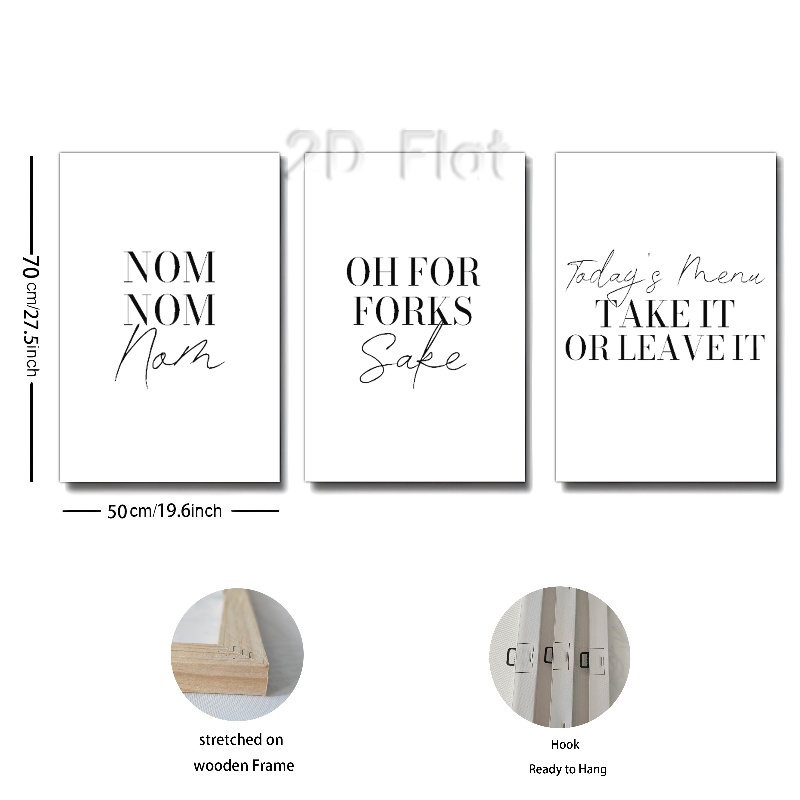 2D Flat
NOM
NOM
Nom
OH FOR
FORKS
Sake
Today's Menu
TAKE IT
OR LEAVE IT
70 cm/27.5inch
50cm/19.6inch
stretched on
wooden Frame
Hook
Ready to Hang